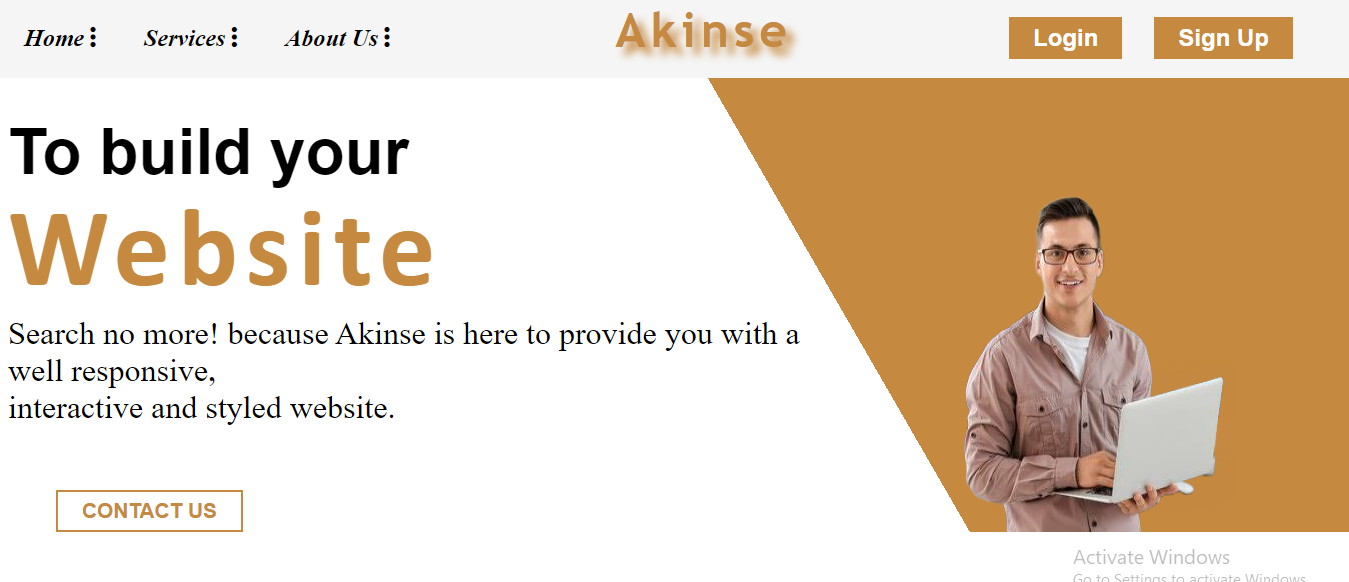 Home
Services
About Us
Akinse
Login
Sign Up
To build your
Website
Search no more! because Akinse is here to provide you with a
well responsive,
interactive and styled website.
CONTACT US
Activate Windows
Go to Settings to activate Windows.